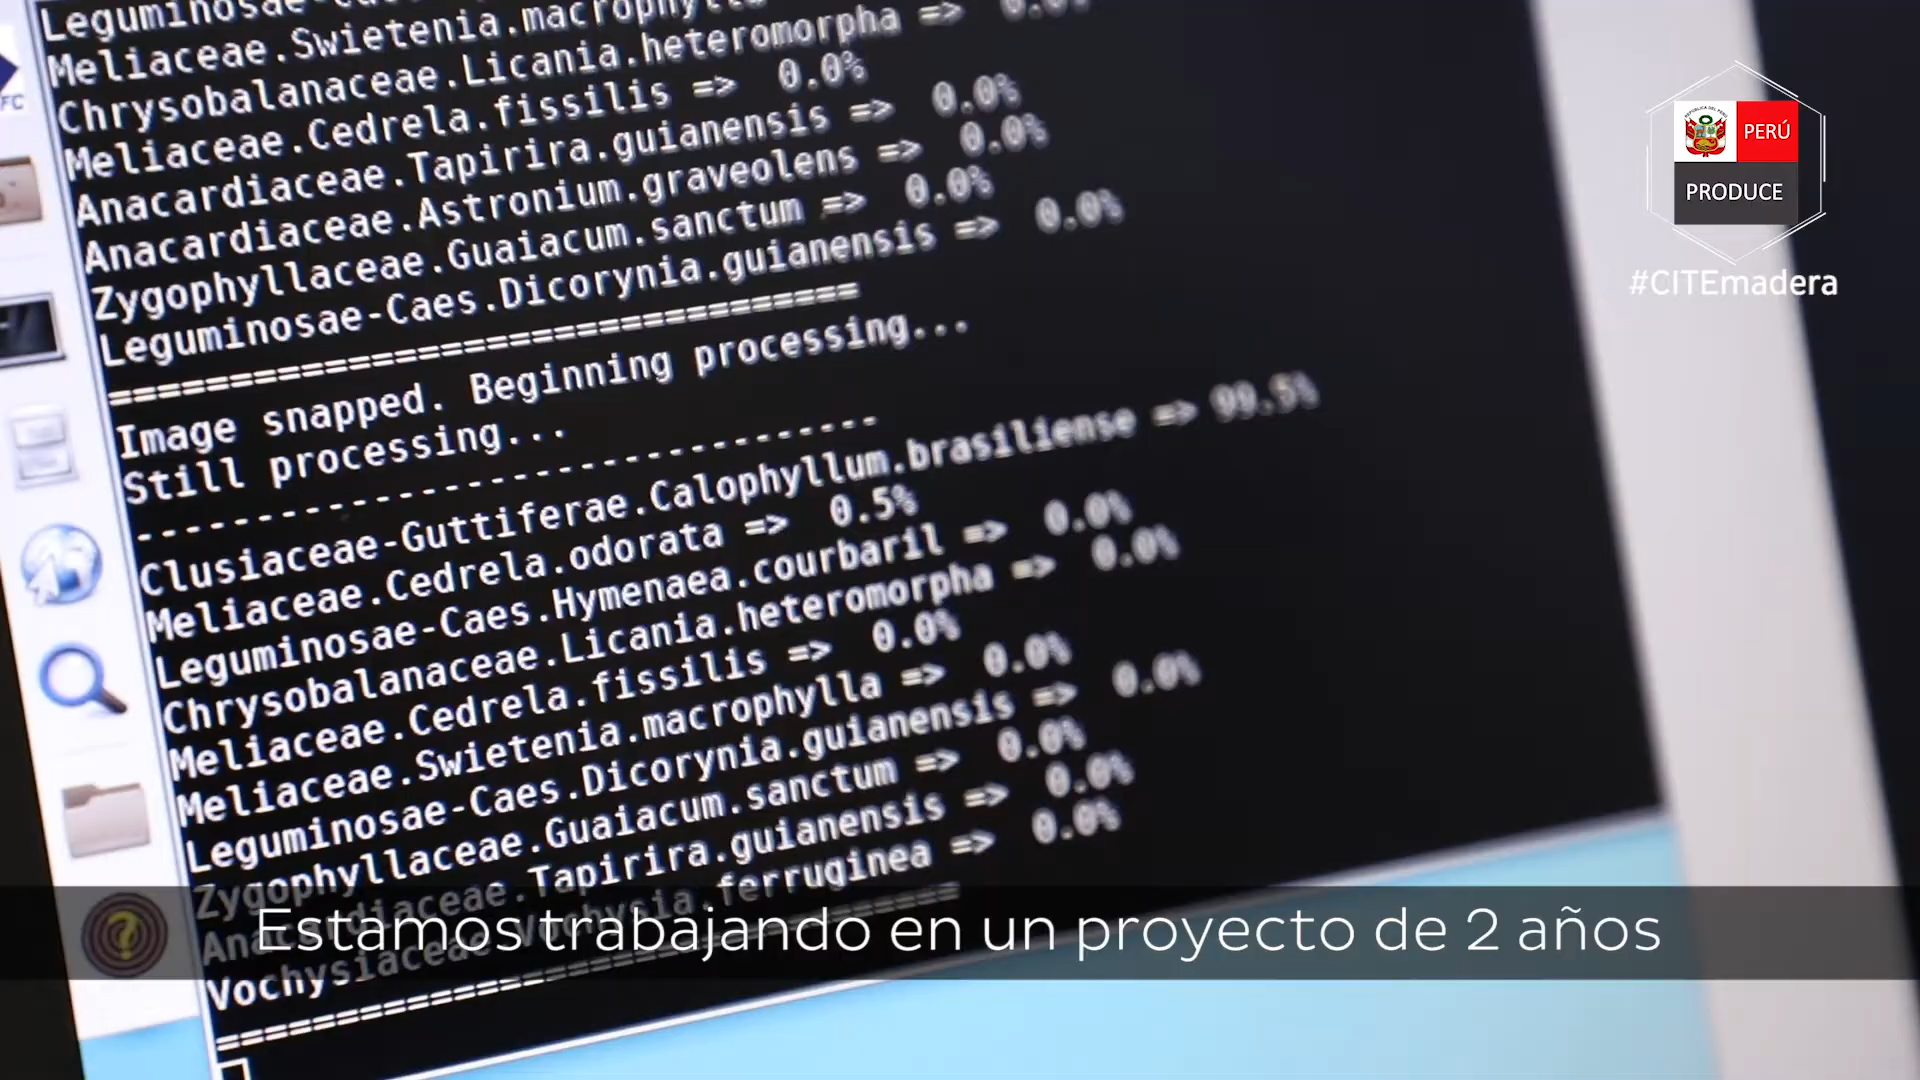 Meliaceae.Swietenia.macrophylla
Chrysobalanaceae.Licania.heteromorpha => 0.0%
Meliaceae.Cedrela.fissilis => 0.0%
Anacardiaceae.Tapirira.guianensis => 0.0%
Anacardiaceae.Astronium.graveolens => 0.0%
Zygophyllaceae.Guaiacum.sanctum => 0.0%
Leguminosae-Caes.Dicorynia.guianensis => 0.0%
===================================
Image snapped. Beginning processing...
Still processing...
-----------------------------------
Clusiaceae-Guttiferae.Calophyllum.brasiliense => 99.5%
Meliaceae.Cedrela.odorata => 0.5%
Leguminosae-Caes.Hymenaea.courbaril => 0.0%
Chrysobalanaceae.Licania.heteromorpha => 0.0%
Meliaceae.Cedrela.fissilis => 0.0%
Meliaceae.Swietenia.macrophylla => 0.0%
Leguminosae-Caes.Dicorynia.guianensis => 0.0%
Zygophyllaceae.Guaiacum.sanctum => 0.0%
Anacardiaceae.Tapirira.guianensis => 0.0%
Vochysiaceae.Vochysia.ferruginea => 0.0%
===================================
PERÚ
PRODUCE
#CITEmadera
Estamos trabajando en un proyecto de 2 años